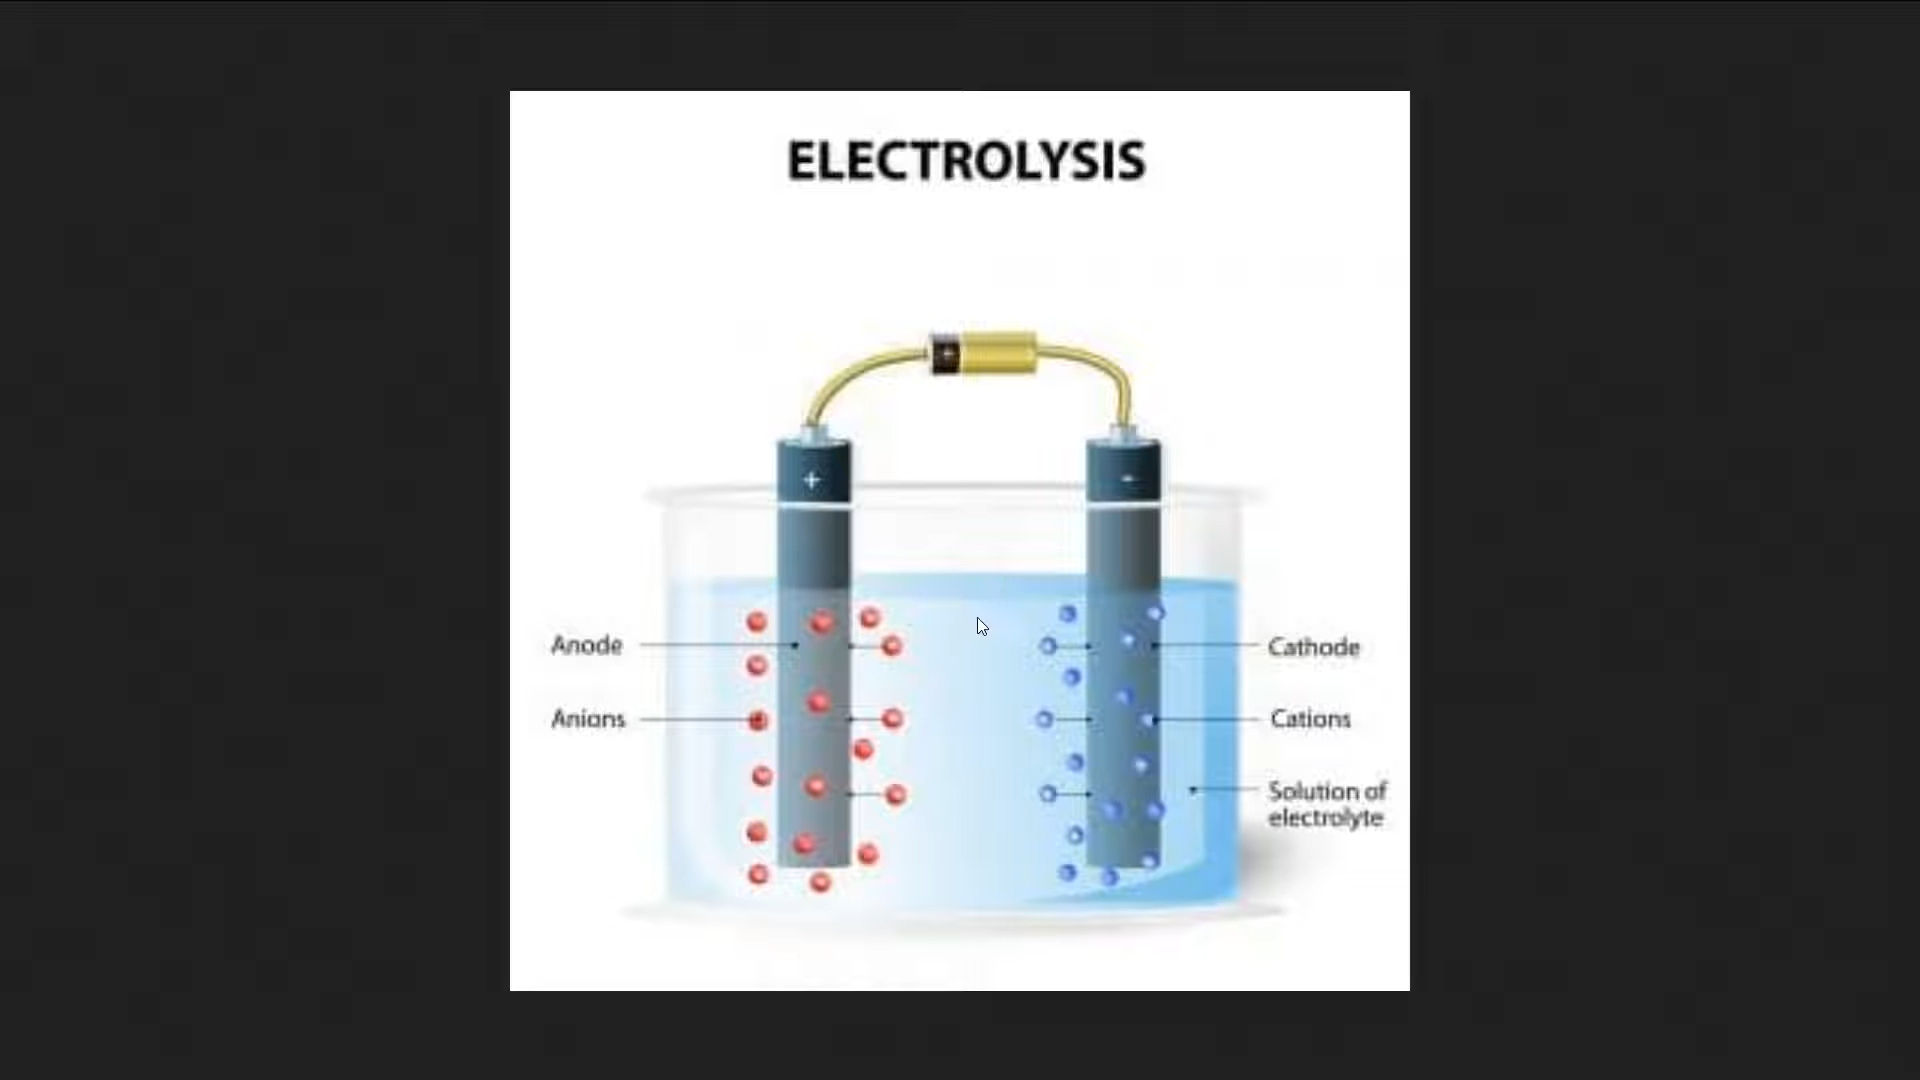 ELECTROLYSIS
+
+
-
Anode
Cathode
Anions
Cations
Solution of
electrolyte